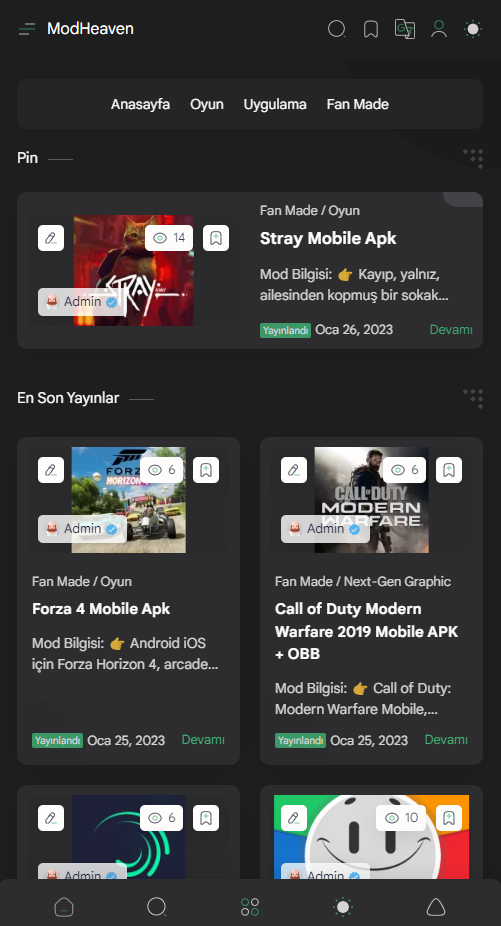 ModHeaven
Anasayfa Oyun Uygulama Fan Made
Pin
14
STRAY
Admin
Fan Made / Oyun
Stray Mobile Apk
Mod Bilgisi: 👉 Kayıp, yalnız,
ailesinden kopmuş bir sokak...
Yayınlandı Oca 26, 2023 Devamı
En Son Yayınlar
6
FORZA
HORIZON 4
Admin
Fan Made / Oyun
Forza 4 Mobile Apk
Mod Bilgisi: 👉 Android iOS
için Forza Horizon 4, arcade...
Yayınlandı Oca 25, 2023 Devamı
6
CALL OF DUTY
MODERN
WARFARE
Admin
Fan Made / Next-Gen Graphic
Call of Duty Modern
Warfare 2019 Mobile APK
+ OBB
Mod Bilgisi: 👉 Call of Duty:
Modern Warfare Mobile,...
Yayınlandı Oca 25, 2023 Devamı
6
Admin
10
Admin